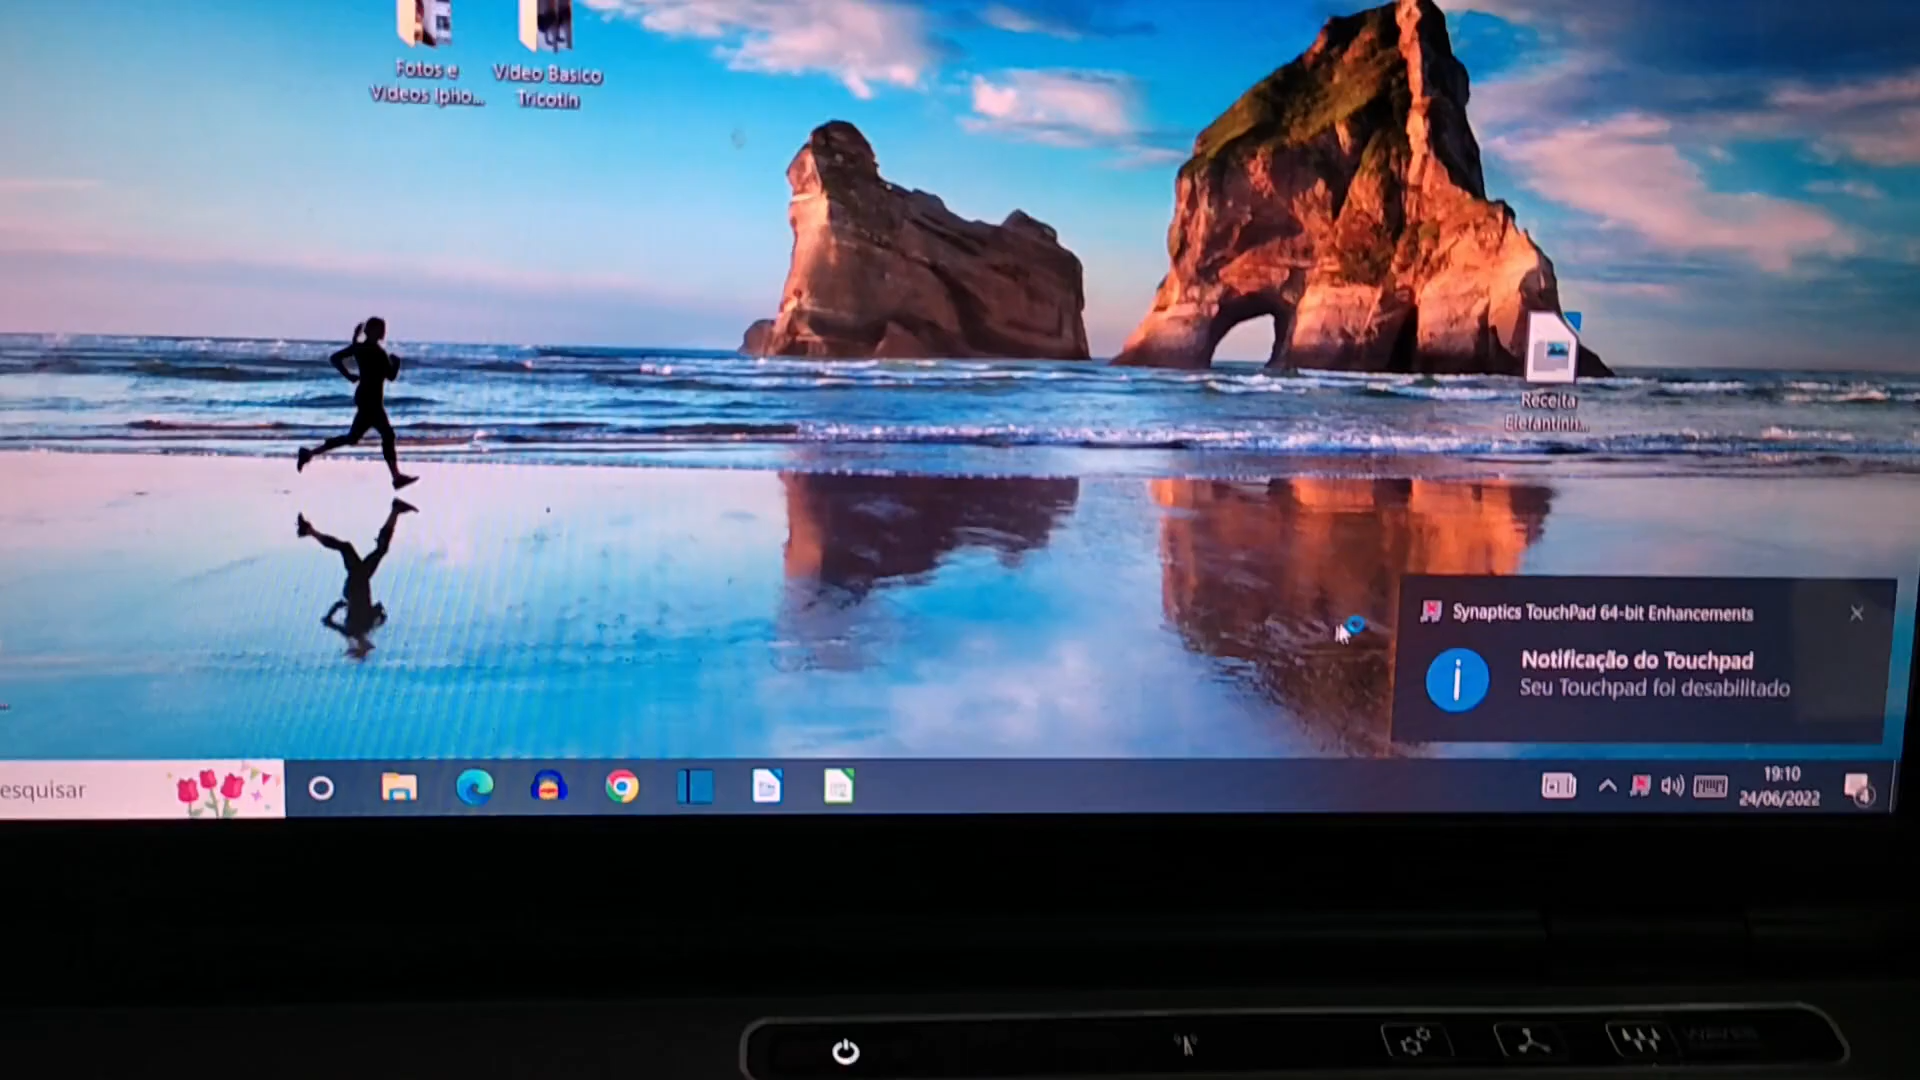 Fotos e
Videos Ipho...
Video Basico
Tricotin
Receita
Elefantinh...
Synaptics TouchPad 64-bit Enhancements
Notificação do Touchpad
Seu Touchpad foi desabilitado
esquisar
19:10
24/06/2022
4